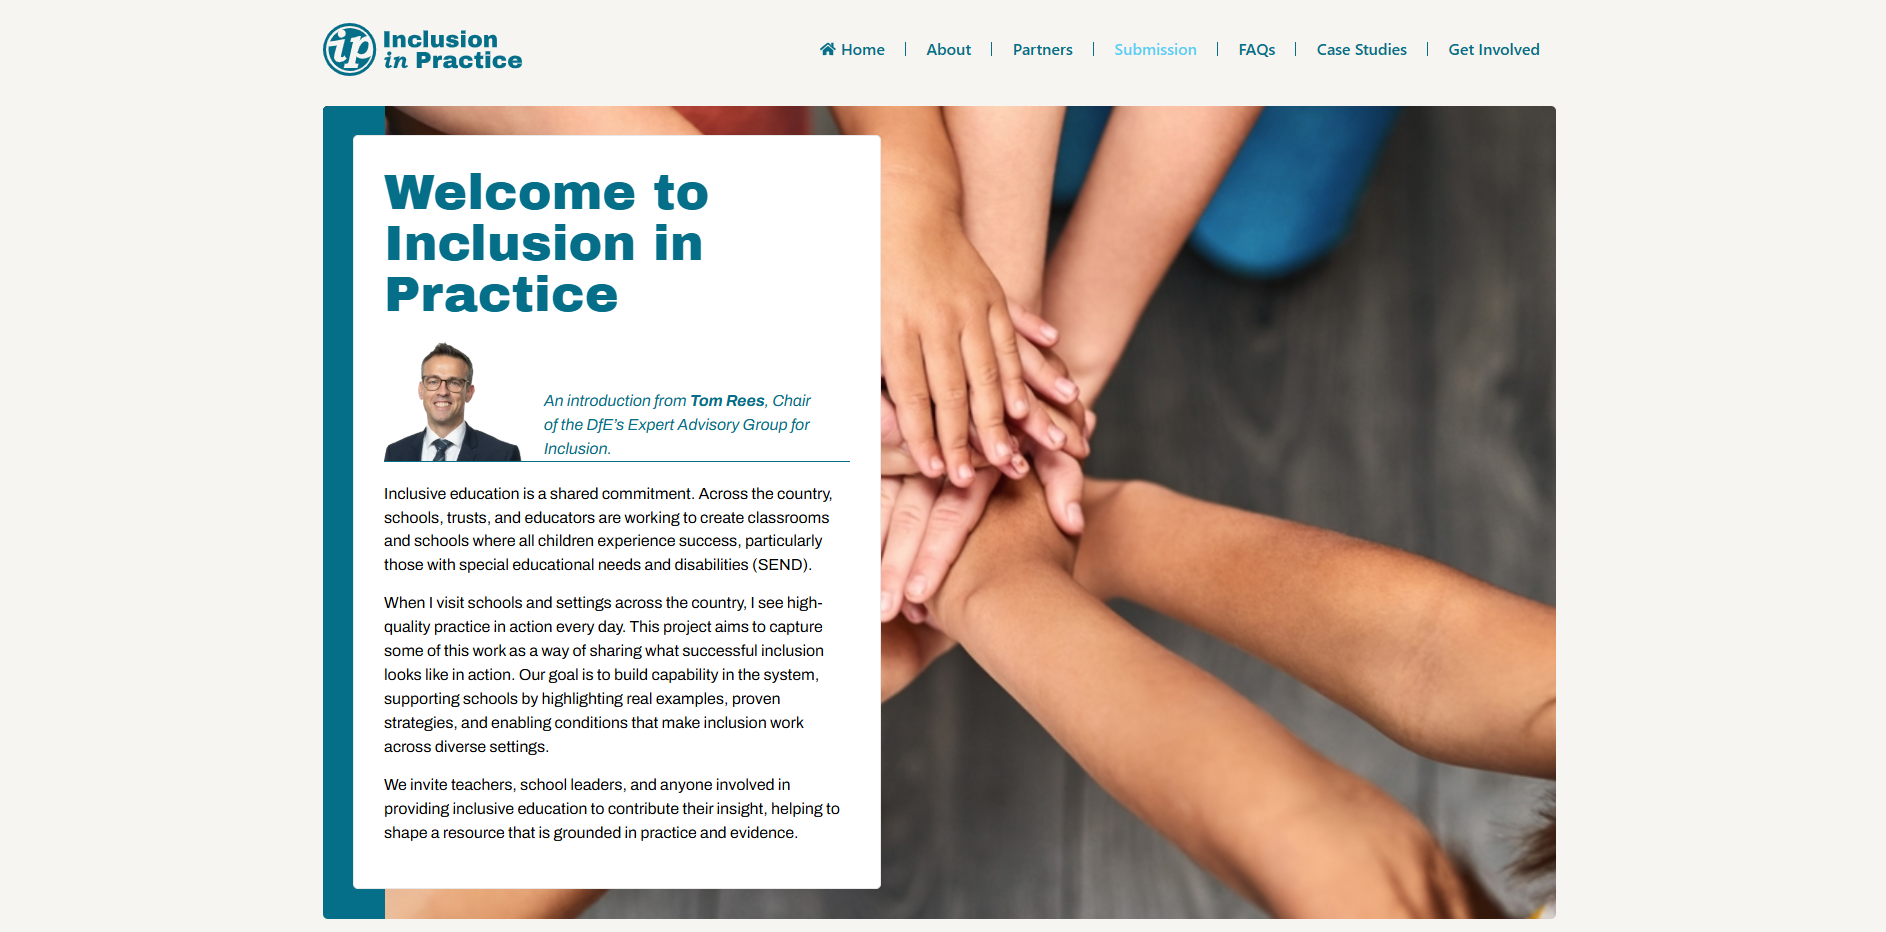 ip Inclusion
in Practice
Home
About
Partners
Submission
FAQs
Case Studies
Get Involved
Welcome to
Inclusion in
Practice
An introduction from Tom Rees, Chair
of the DfE’s Expert Advisory Group for
Inclusion.
Inclusive education is a shared commitment. Across the country,
schools, trusts, and educators are working to create classrooms
and schools where all children experience success, particularly
those with special educational needs and disabilities (SEND).
When I visit schools and settings across the country, I see high-
quality practice in action every day. This project aims to capture
some of this work as a way of sharing what successful inclusion
looks like in action. Our goal is to build capability in the system,
supporting schools by highlighting real examples, proven
strategies, and enabling conditions that make inclusion work
across diverse settings.
We invite teachers, school leaders, and anyone involved in
providing inclusive education to contribute their insight, helping to
shape a resource that is grounded in practice and evidence.